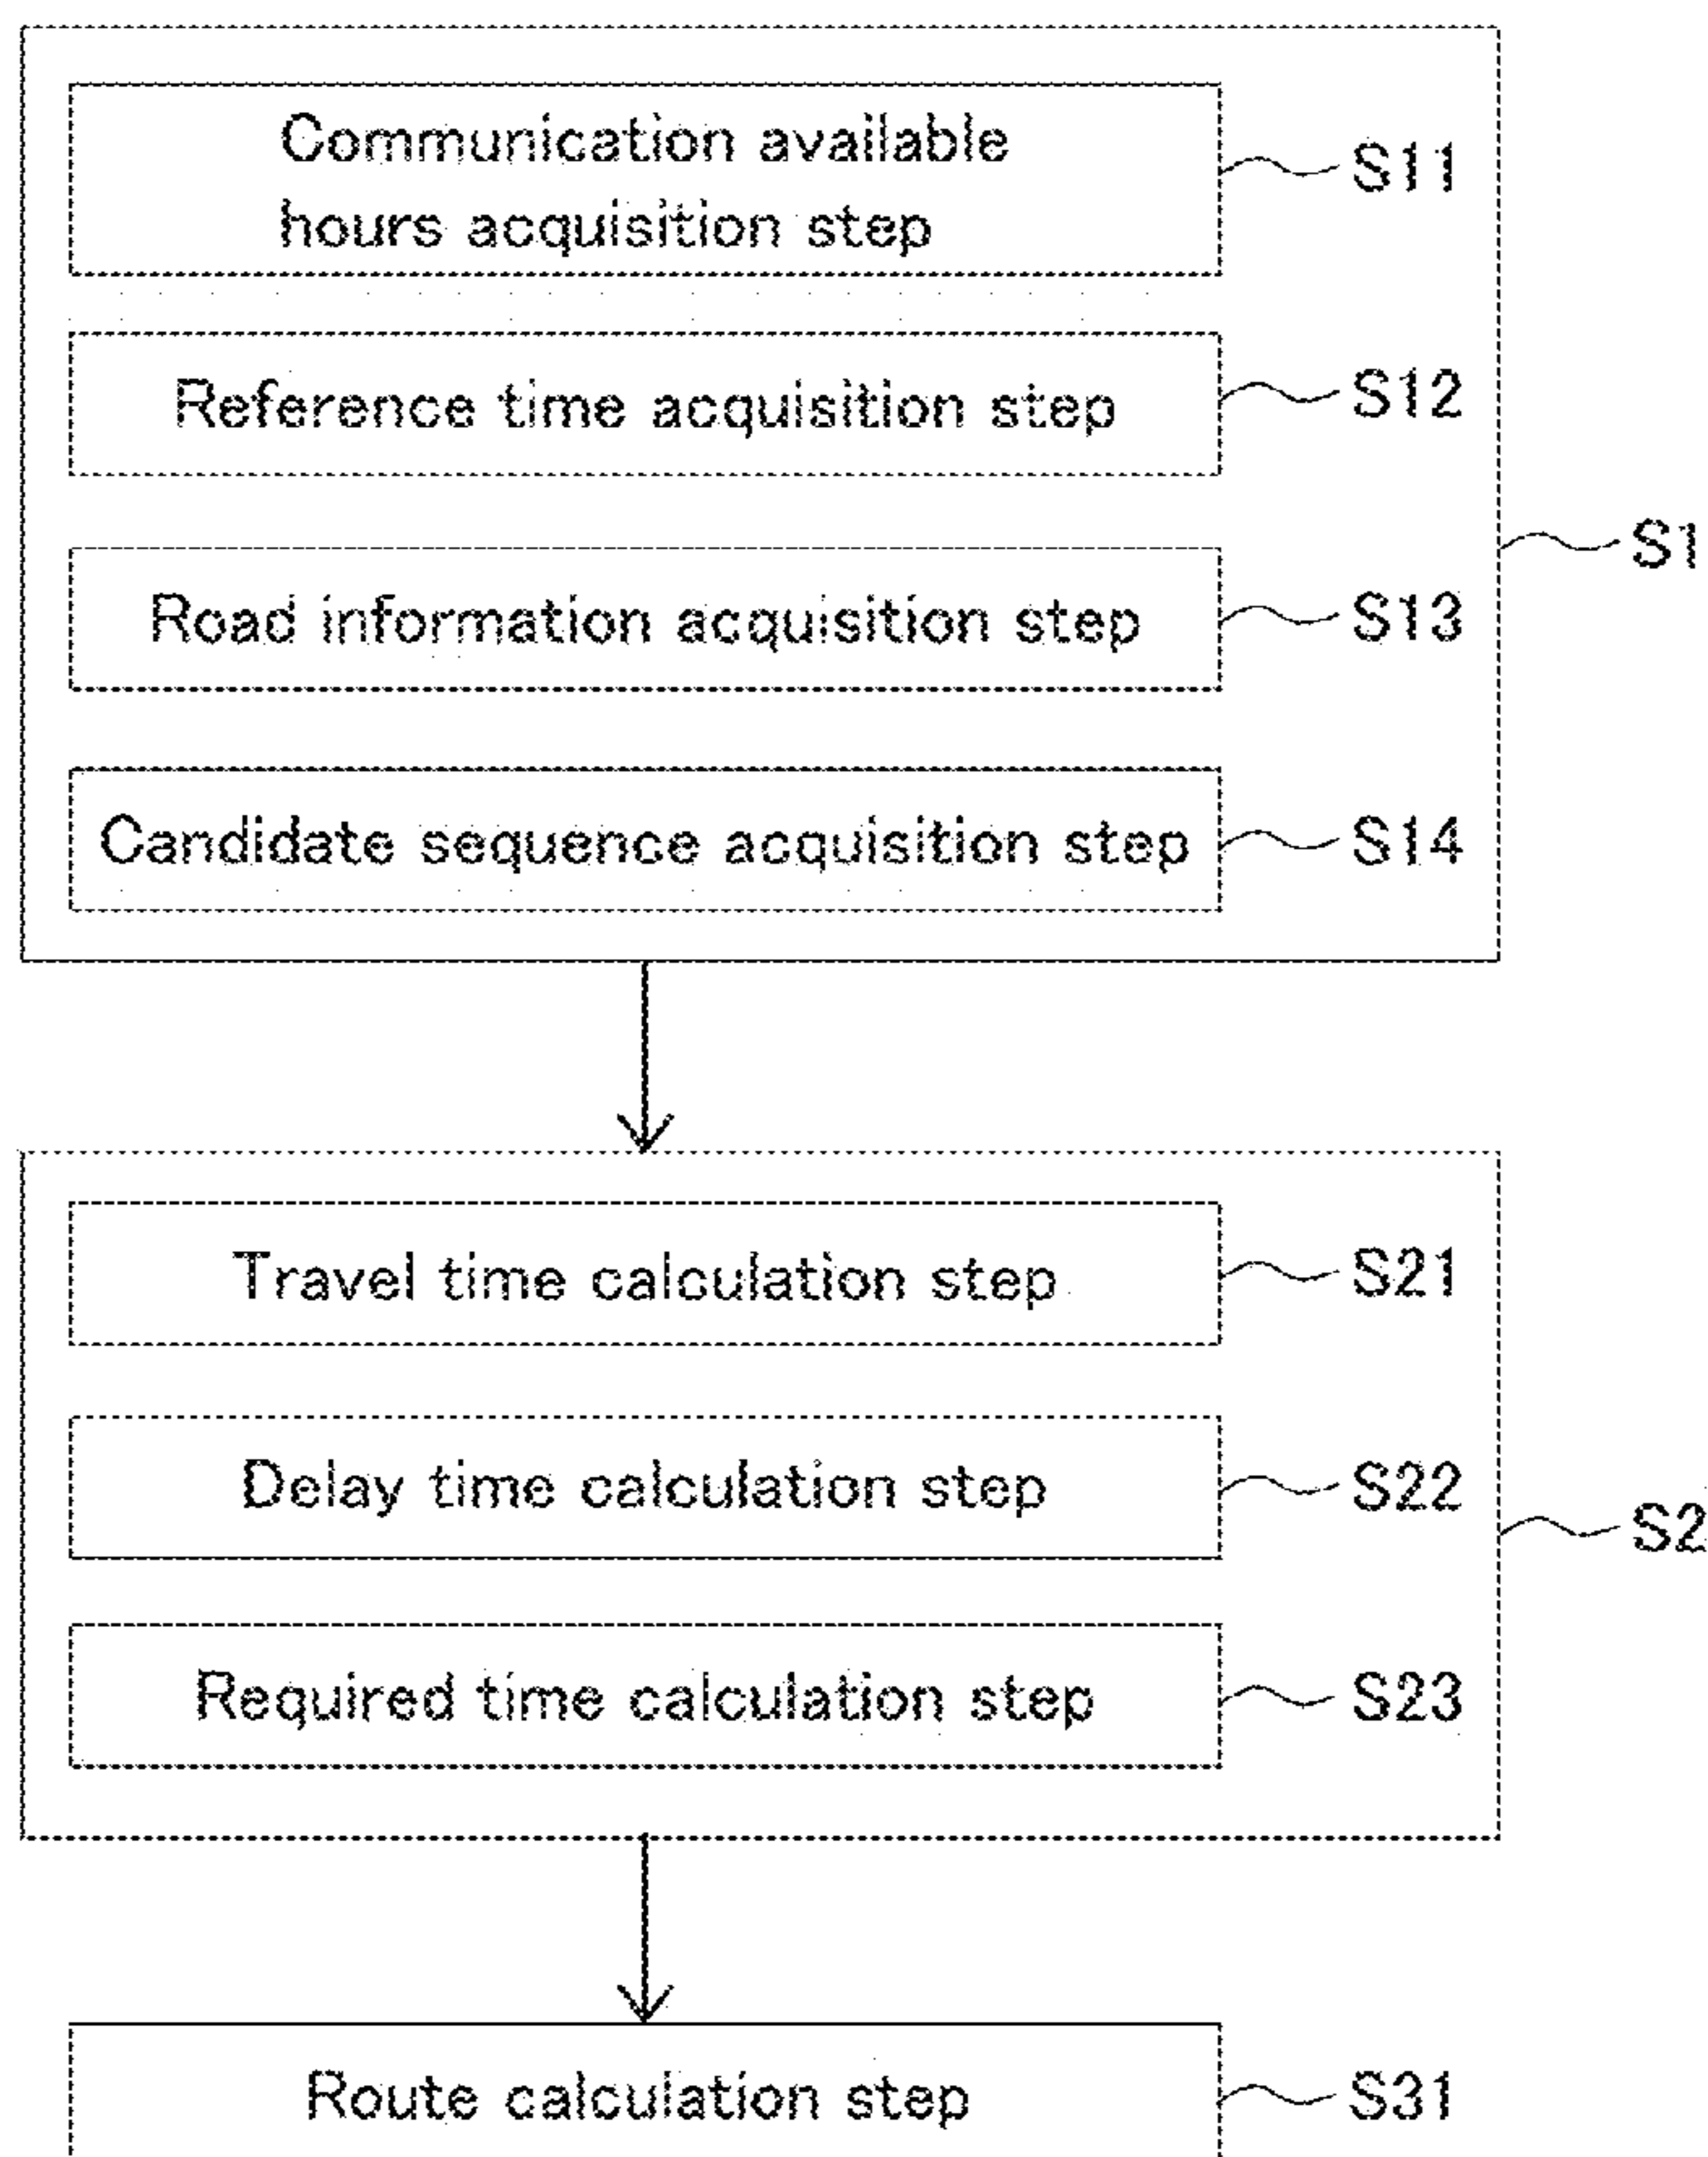 Communication available
hours acquisition step
S11
Reference time acquisition step
S12
Road information acquisition step
S13
Candidate sequence acquisition step
S14
S1
Travel time calculation step
S21
Delay time calculation step
S22
Required time calculation step
S23
S2
Route calculation step
S31